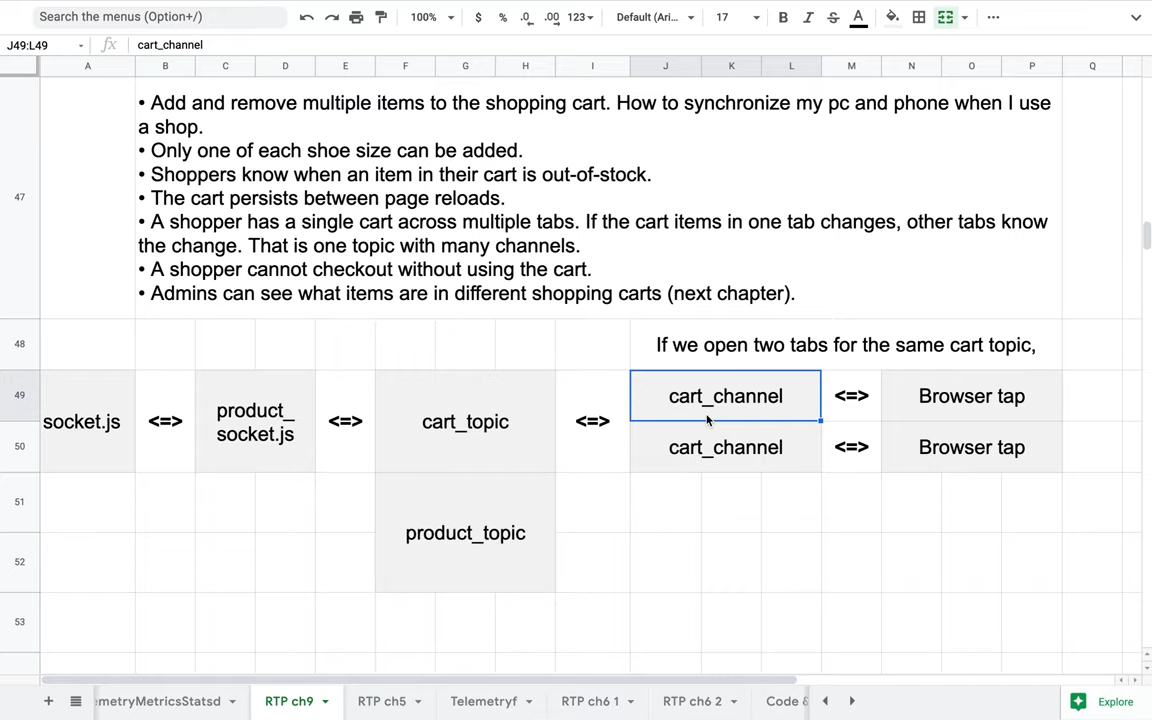 Search the menus (Option+/)
100%
$ % .0 .00 123
Default (Ari...
17
B I S A
J49:L49
fx
cart_channel
A B C D E F G H I J K L M N O P Q
47
• Add and remove multiple items to the shopping cart. How to synchronize my pc and phone when I use
a shop.
• Only one of each shoe size can be added.
• Shoppers know when an item in their cart is out-of-stock.
• The cart persists between page reloads.
• A shopper has a single cart across multiple tabs. If the cart items in one tab changes, other tabs know
the change. That is one topic with many channels.
• A shopper cannot checkout without using the cart.
• Admins can see what items are in different shopping carts (next chapter).
48
If we open two tabs for the same cart topic,
49
cart_channel <=> Browser tap
socket.js <=> product_
socket.js <=> cart_topic <=>
50
cart_channel <=> Browser tap
51
product_topic
52
53
emetryMetricsStatsd
RTP ch9
RTP ch5
Telemetryf
RTP ch6 1
RTP ch6 2
Code &
Explore